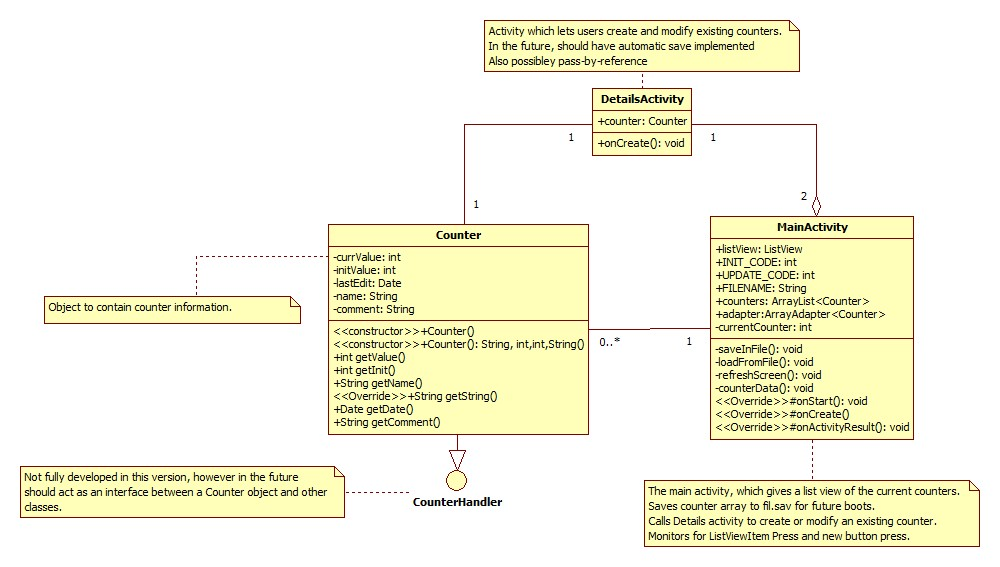 Activity which lets users create and modify existing counters.
In the future, should have automatic save implemented
Also possibley pass-by-reference
DetailsActivity
+counter: Counter
+onCreate(): void
1
1
1
2
Counter
-currValue: int
-initValue: int
-lastEdit: Date
-name: String
-comment: String
<<constructor>>+Counter()
<<constructor>>+Counter(): String, int,int,String()
+int getValue()
+int getInit()
+String getName()
<<Override>>+String getString()
+Date getDate()
+String getComment()
Object to contain counter information.
MainActivity
+listView: ListView
+INIT_CODE: int
+UPDATE_CODE: int
+FILENAME: String
+counters: ArrayList<Counter>
+adapter:ArrayAdapter<Counter>
-currentCounter: int
-saveInFile(): void
-loadFromFile(): void
-refreshScreen(): void
-counterData(): void
<<Override>>#onStart(): void
<<Override>>#onCreate()
<<Override>>#onActivityResult(): void
0..*
1
Not fully developed in this version, however in the future
should act as an interface between a Counter object and other
classes.
CounterHandler
The main activity, which gives a list view of the current counters.
Saves counter array to fil.sav for future boots.
Calls Details activity to create or modify an existing counter.
Monitors for ListViewItem Press and new button press.